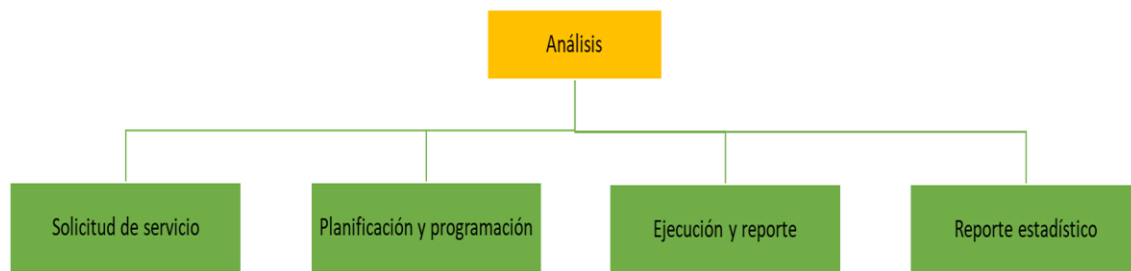 Análisis
Solicitud de servicio
Planificación y programación
Ejecución y reporte
Reporte estadístico